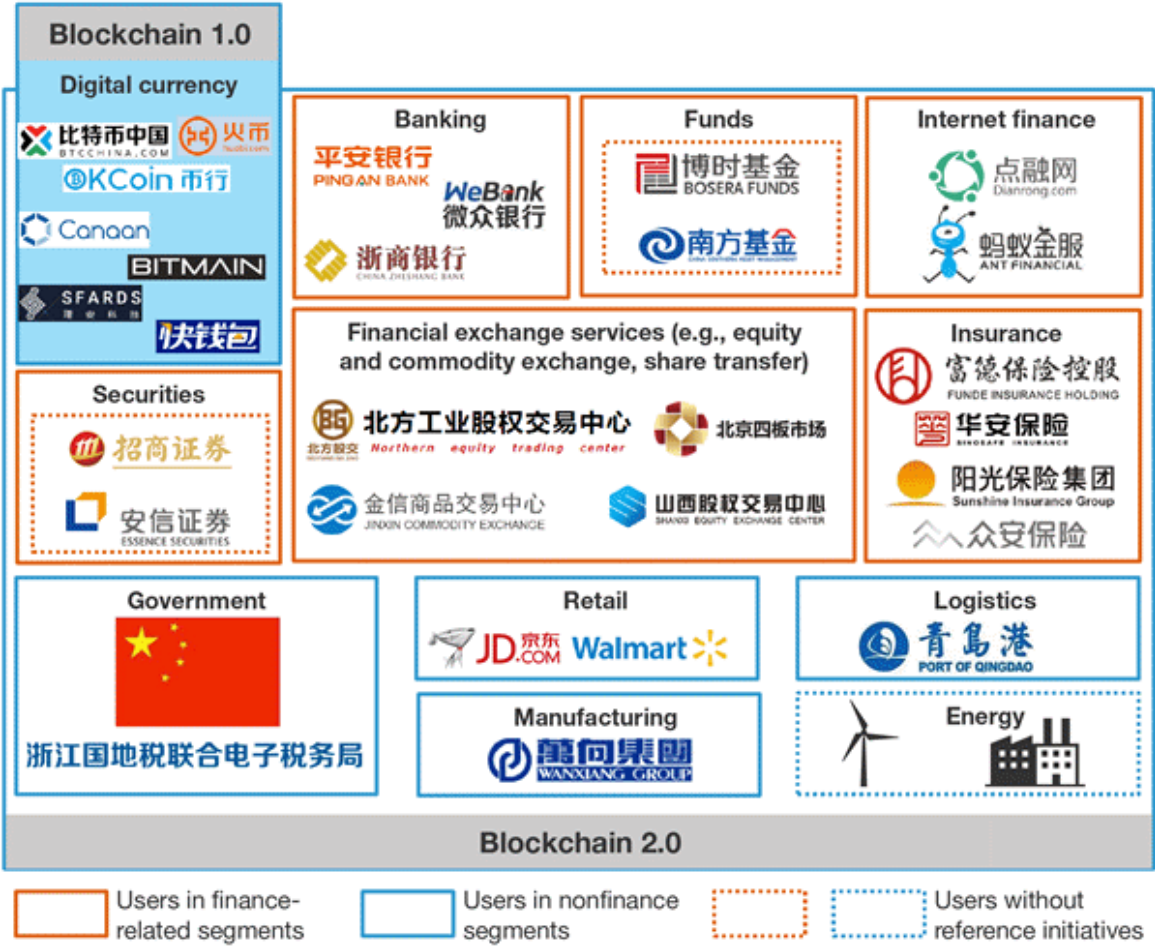 Blockchain 1.0
Digital currency
比特币中国
BTCCHINA.COM
火币
huobi.com
OKCoin 币行
Canaan
BITMAIN
SFARDS
快钱包
Banking
平安银行
PINGAN BANK
WeBank
微众银行
浙商银行
CHINA ZHESHANG BANK
Funds
博时基金
BOSERA FUNDS
南方基金
CHINA SOUTHERN ASSET MANAGEMENT
Internet finance
点融网
Dianrong.com
蚂蚁金服
ANT FINANCIAL
Securities
招商证券
安信证券
ESSENCE SECURITIES
Financial exchange services (e.g., equity
and commodity exchange, share transfer)
北方股交
北方工业股权交易中心
Northern equity trading center
北京四板市场
金信商品交易中心
JINXIN COMMODITY EXCHANGE
山西股权交易中心
SHANXI EQUITY EXCHANGE CENTER
Insurance
富德保险控股
FUNDE INSURANCE HOLDING
华安保险
SINOSAFE INSURANCE
阳光保险集团
Sunshine Insurance Group
众安保险
Government
浙江国地税联合电子税务局
Retail
JD.COM 京东
Walmart
Logistics
青島港
PORT OF QINGDAO
Manufacturing
萬向集團
WANXIANG GROUP
Energy
Blockchain 2.0
Users in finance-
related segments
Users in nonfinance
segments
Users without
reference initiatives